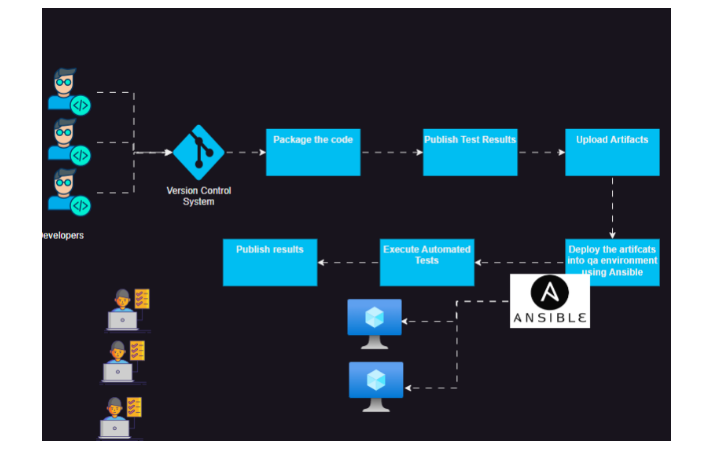 Package the code
Publish Test Results
Upload Artifacts
Version Control
System
evelopers
Publish results
Execute Automated
Tests
Deploy the artifcats
into qa environment
using Ansible
ANSIBLE